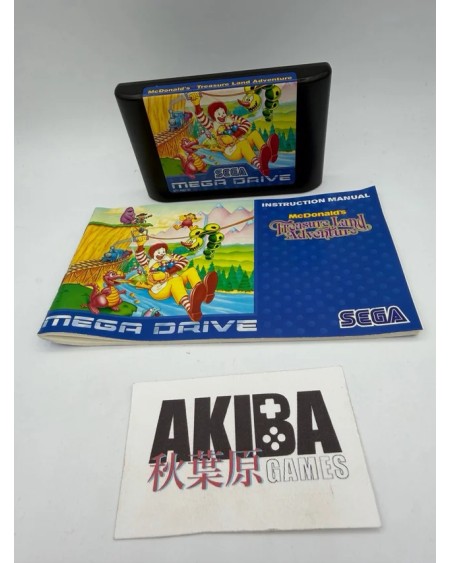 McDonald's Treasure Land Adventure
SEGA
MEGA DRIVE
INSTRUCTION MANUAL
McDonald's
Treasure Land
Adventure
MEGA DRIVE
SEGA
AKIBA
秋葉原 GAMES